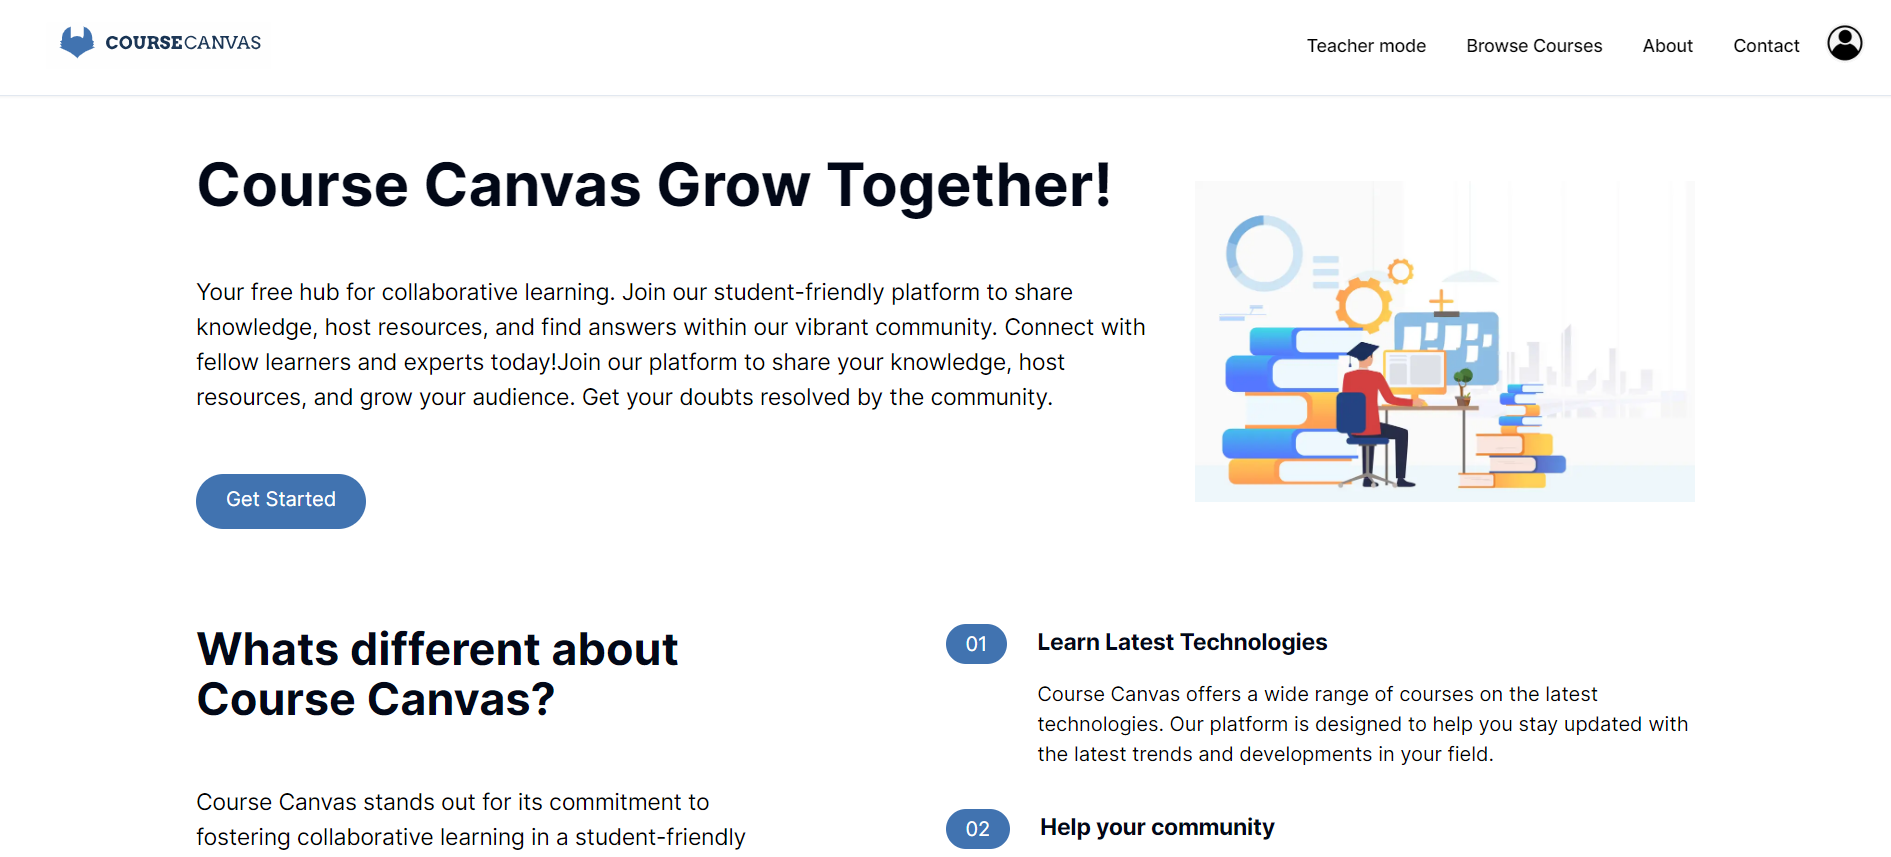 COURSECANVAS
Teacher mode
Browse Courses
About
Contact
Course Canvas Grow Together!
Your free hub for collaborative learning. Join our student-friendly platform to share
knowledge, host resources, and find answers within our vibrant community. Connect with
fellow learners and experts today!Join our platform to share your knowledge, host
resources, and grow your audience. Get your doubts resolved by the community.
Get Started
Whats different about
Course Canvas?
Course Canvas stands out for its commitment to
fostering collaborative learning in a student-friendly
01
Learn Latest Technologies
Course Canvas offers a wide range of courses on the latest
technologies. Our platform is designed to help you stay updated with
the latest trends and developments in your field.
02
Help your community